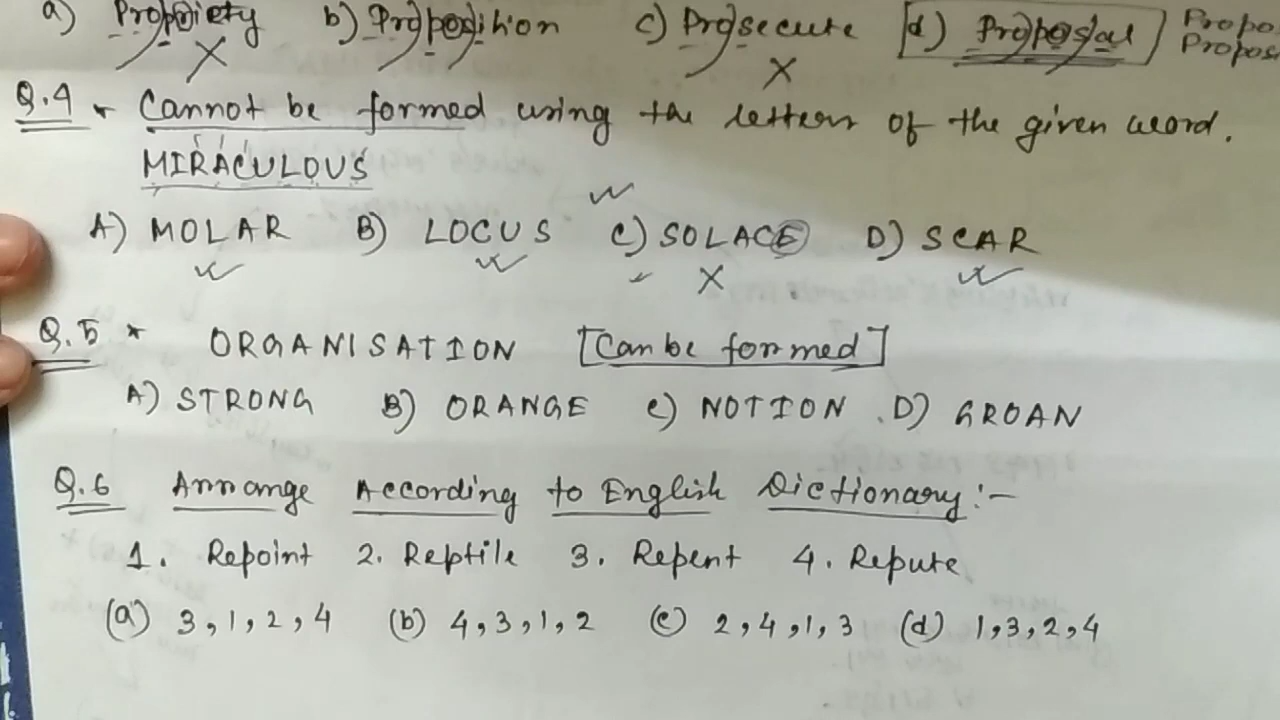 a) Propriety b) Proposition c) Prosecute d) Proposal
Q.4 * Cannot be formed using the letters of the given word.
MIRACULOUS
A) MOLAR B) LOCUS C) SOLACE D) SCAR
Q.5 * ORGANISATION [Can be formed]
A) STRONG B) ORANGE C) NOTION D) GROAN
Q.6 Arrange According to English Dictionary:-
1. Repoint 2. Reptile 3. Repent 4. Repute
(a) 3,1,2,4 (b) 4,3,1,2 (c) 2,4,1,3 (d) 1,3,2,4